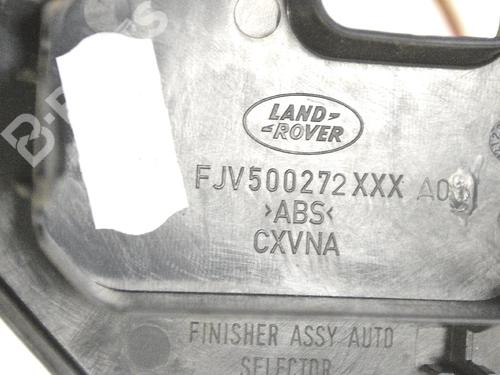 LAND
ROVER
FJV500272XXX A0
>ABS<
CXVNA
FINISHER ASSY AUTO
SELECTOR